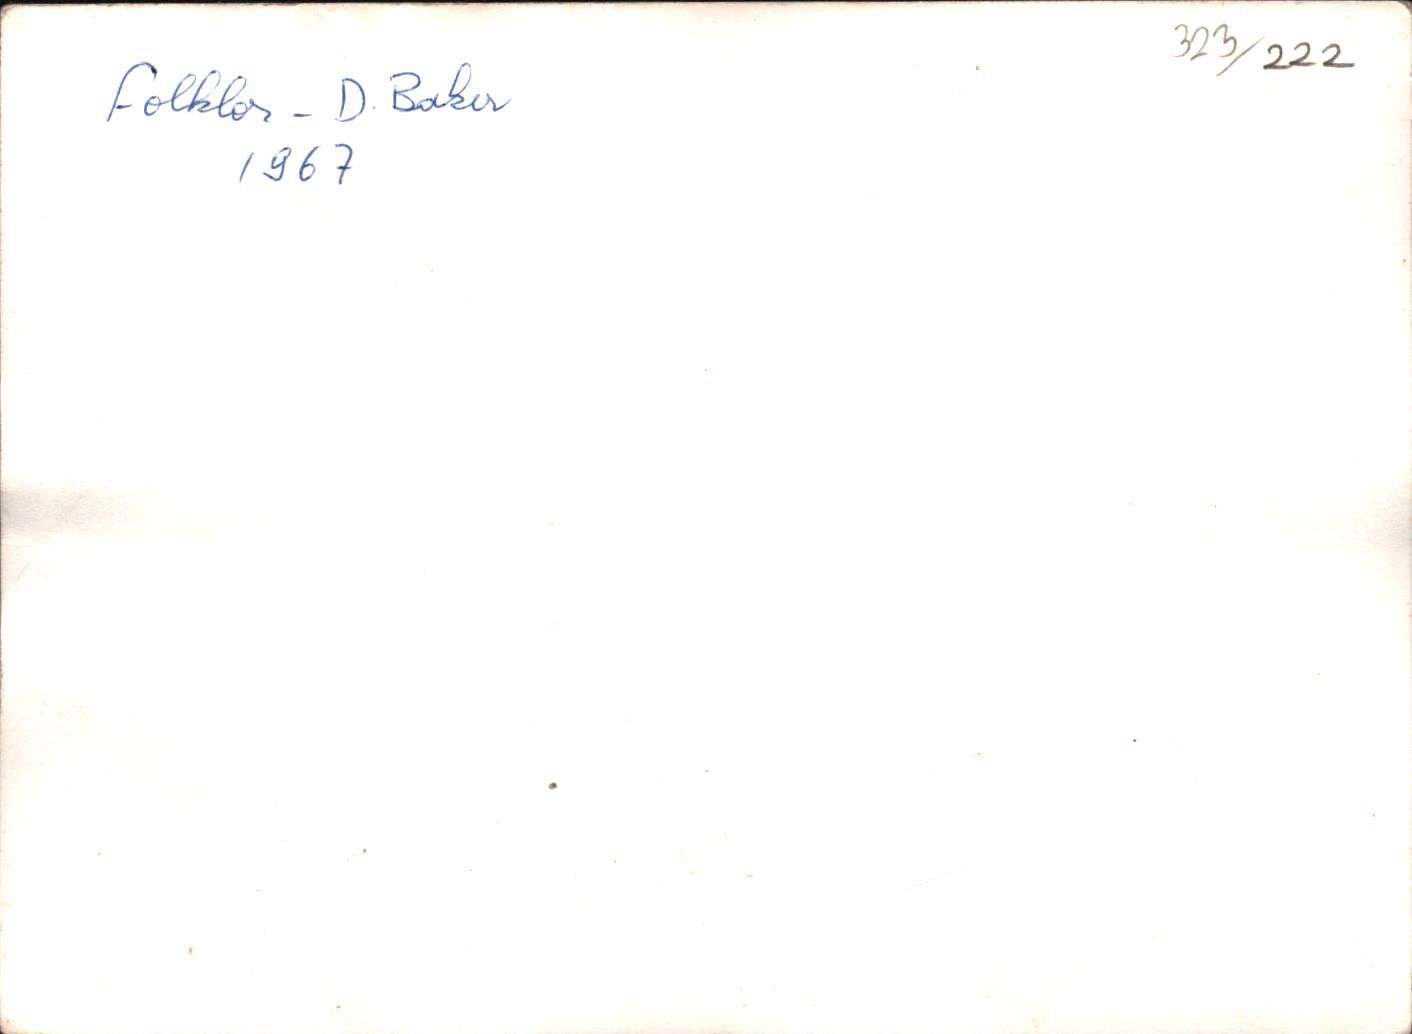 323/222
Folklor - D. Baker
1967